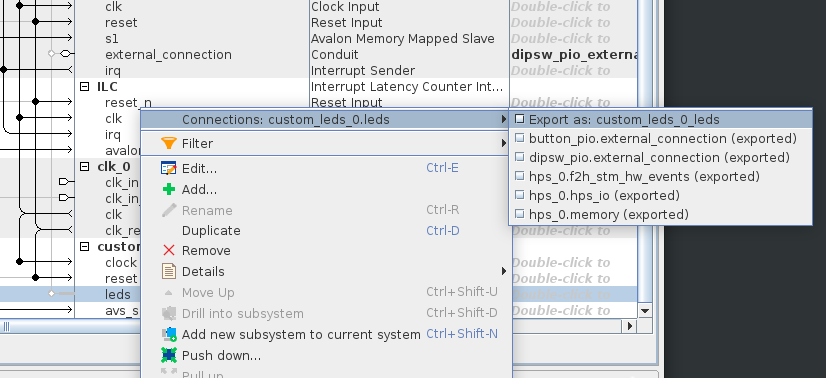 clk Clock Input Double-click to
reset Reset Input Double-click to
s1 Avalon Memory Mapped Slave Double-click to
external_connection Conduit dipsw_pio_externa
irq Interrupt Sender Double-click to
ILC Interrupt Latency Counter Int...
reset_n Reset Input Double-click to
clk
irq
avalon
clk_0
clk_in
clk_in_
clk
clk_re
custom
clock Double-click to
reset Double-click to
leds Double-click to
avs_s Double-click to
Connections: custom_leds_0.leds
Filter
Edit... Ctrl-E
Add...
Rename Ctrl-R
Duplicate Ctrl-D
Remove
Details
Move Up Ctrl+Shift-U
Drill into subsystem Ctrl+Shift-D
Add new subsystem to current system Ctrl+Shift-N
Push down...
Pull up
Export as: custom_leds_0_leds
button_pio.external_connection (exported)
dipsw_pio.external_connection (exported)
hps_0.f2h_stm_hw_events (exported)
hps_0.hps_io (exported)
hps_0.memory (exported)
Double-click to